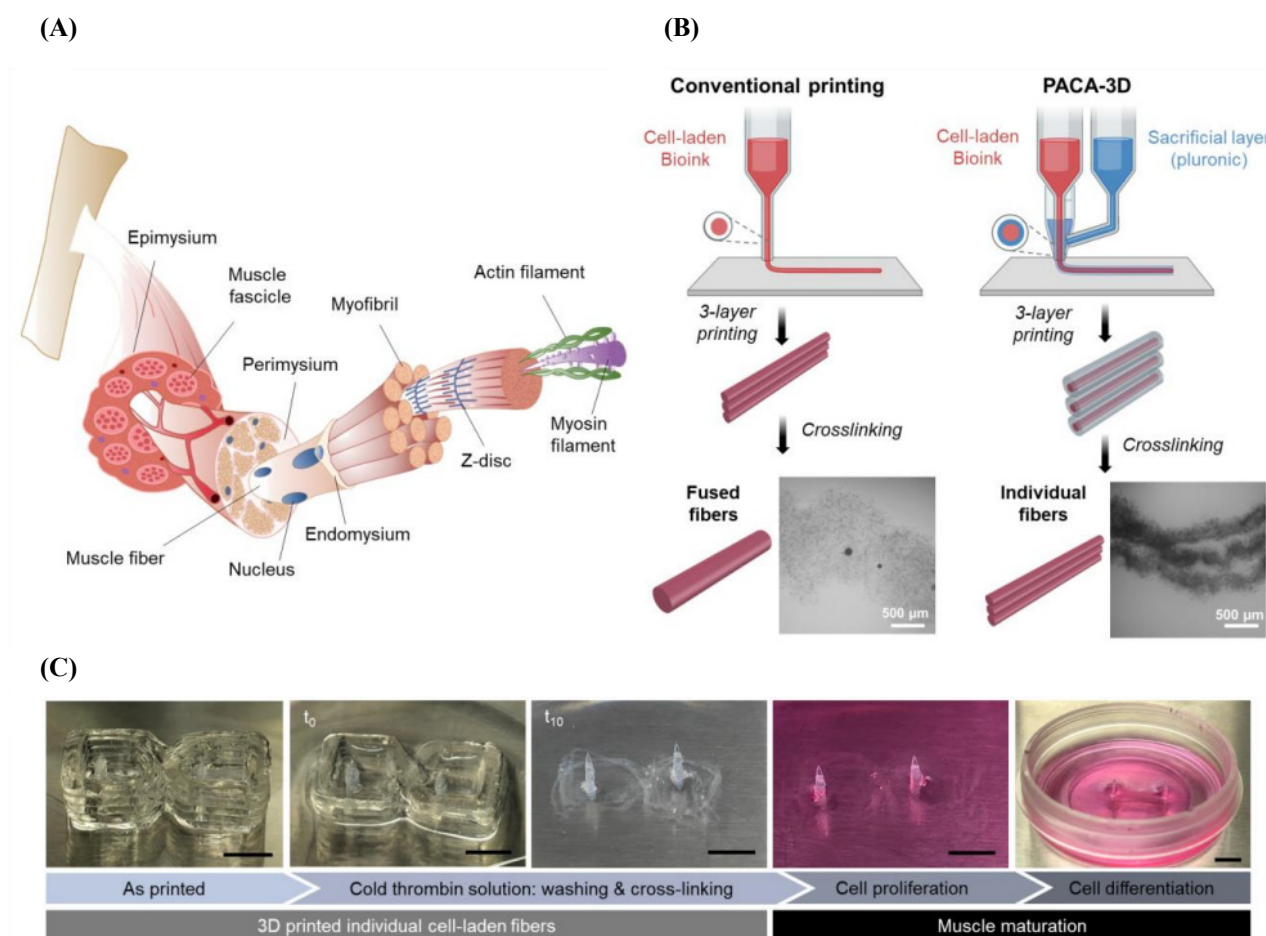 (A)
Epimysium
Muscle
fascicle
Perimysium
Myofibril
Actin filament
Myosin
filament
Z-disc
Endomysium
Nucleus
Muscle fiber
(B)
Conventional printing
Cell-laden
Bioink
3-layer
printing
Crosslinking
Fused
fibers
500 µm
PACA-3D
Cell-laden
Bioink
Sacrificial layer
(pluronic)
3-layer
printing
Crosslinking
Individual
fibers
500 µm
(C)
t0
t10
As printed
Cold thrombin solution: washing & cross-linking
Cell proliferation
Cell differentiation
3D printed individual cell-laden fibers
Muscle maturation